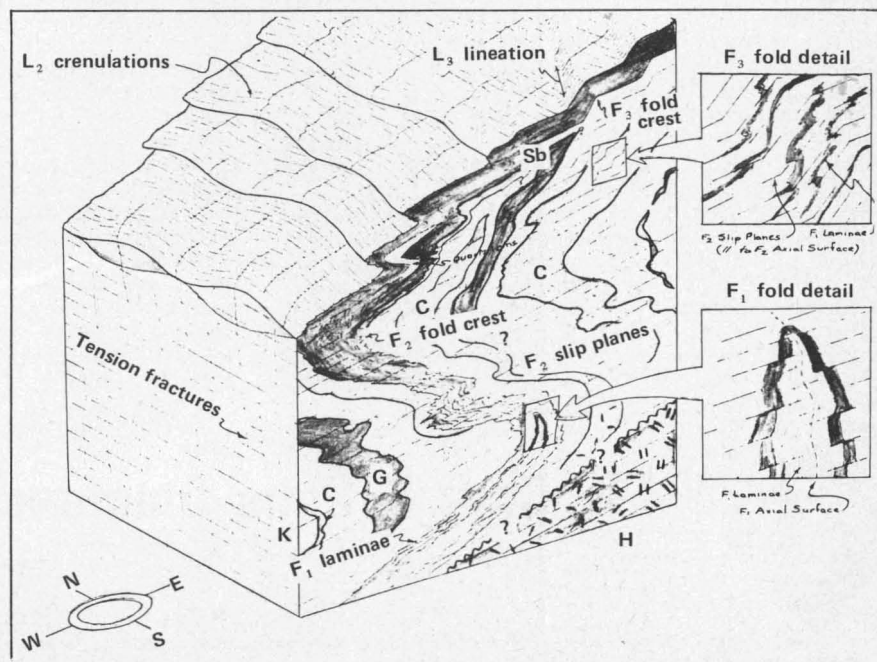 L₂ crenulations
L₃ lineation
F₃ fold detail
F₃ fold
crest
Sb
F₂ Slip Planes
(// to F₂ Axial Surface)
F₁ Laminae
Quartz
C
C
F₂ fold crest
?
F₂ slip planes
F₁ fold detail
Tension
fractures
?
G
C
K
F₁ laminae
?
H
F₁ Laminae
F₁ Axial Surface
N
E
W
S